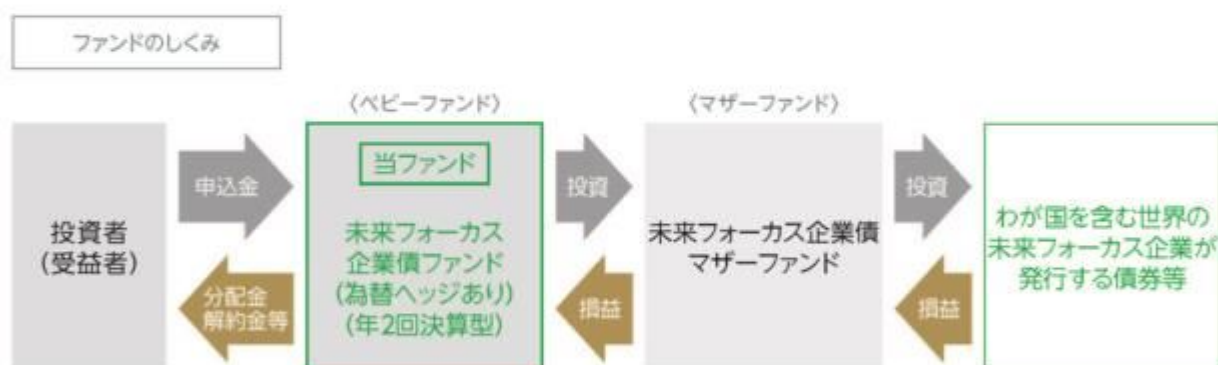 ファンドのしくみ
〈ベビーファンド〉
〈マザーファンド〉
投資者
(受益者)
申込金
分配金
解約金等
当ファンド
未来フォーカス
企業債ファンド
(為替ヘッジあり)
(年2回決算型)
投資
損益
未来フォーカス企業債
マザーファンド
投資
損益
わが国を含む世界の
未来フォーカス企業が
発行する債券等